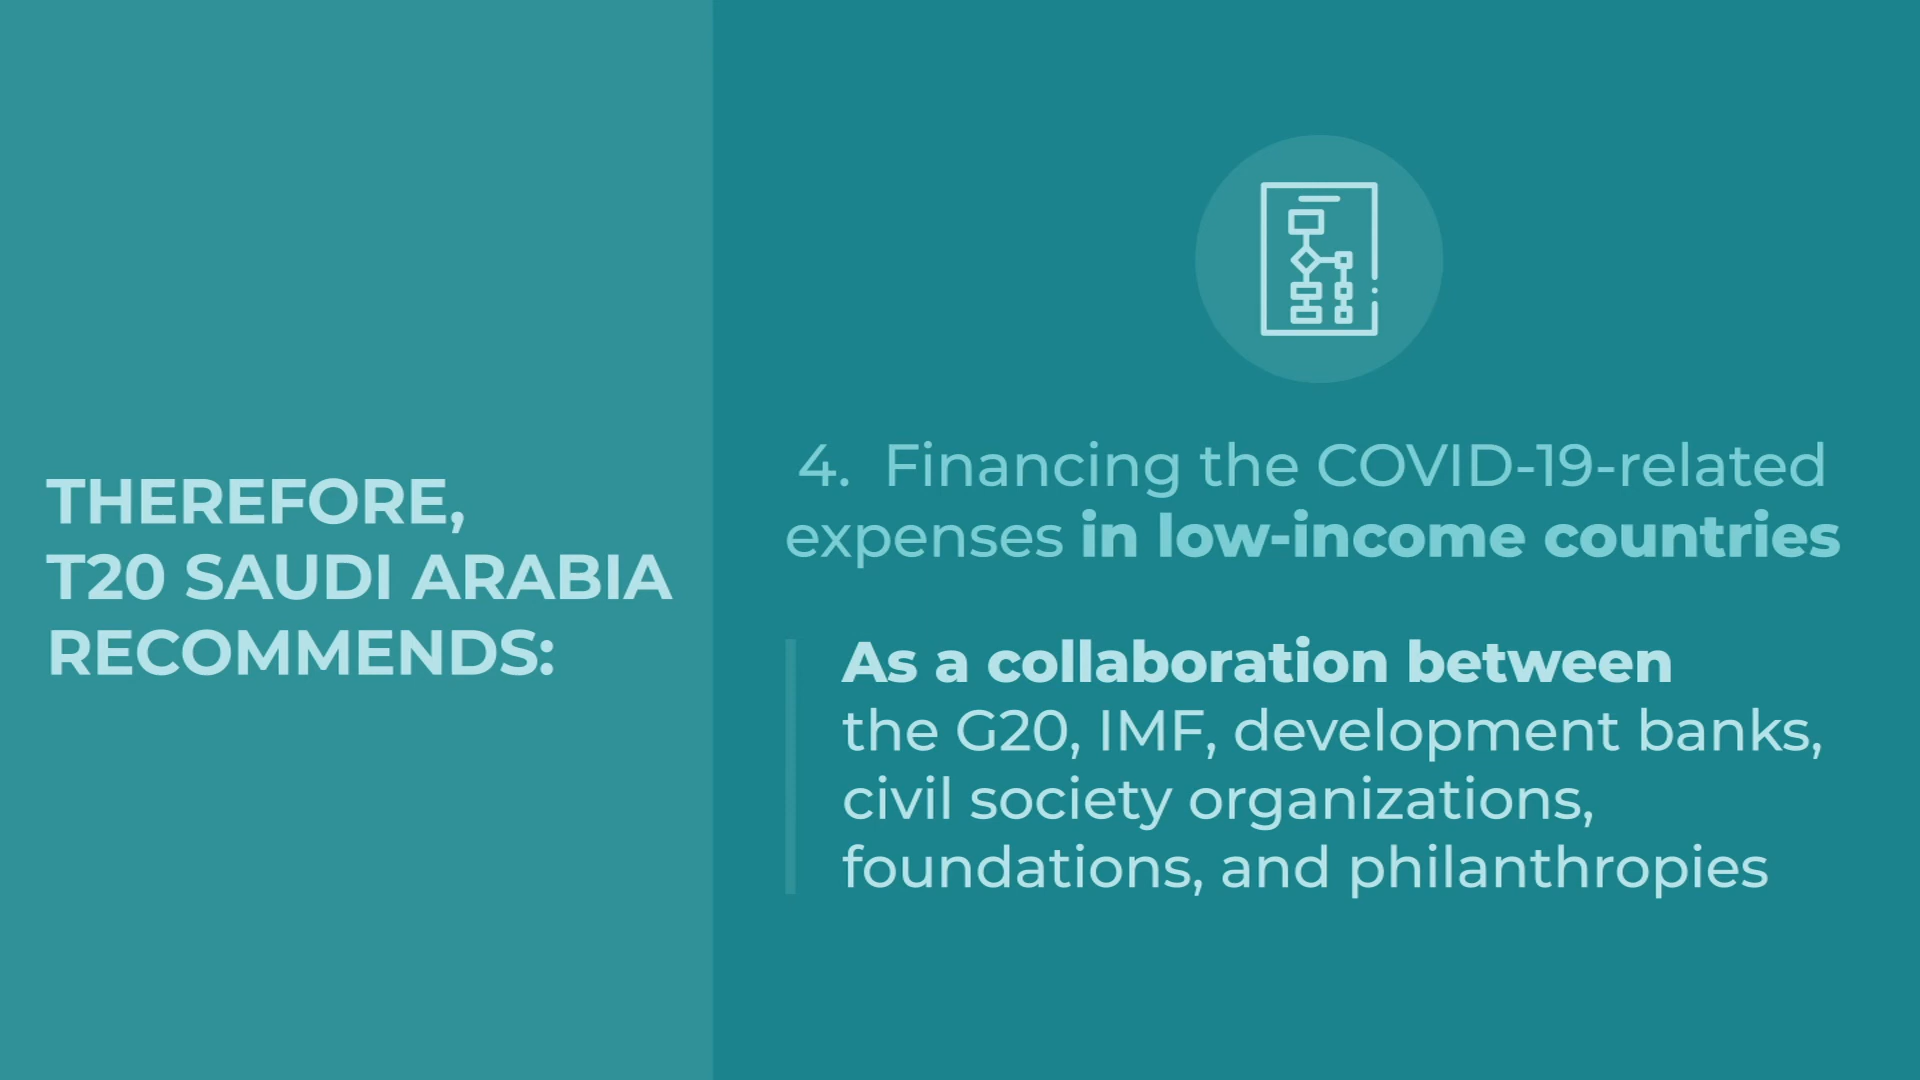 THEREFORE,
T20 SAUDI ARABIA
RECOMMENDS:
4. Financing the COVID-19-related
expenses in low-income countries
As a collaboration between
the G20, IMF, development banks,
civil society organizations,
foundations, and philanthropies